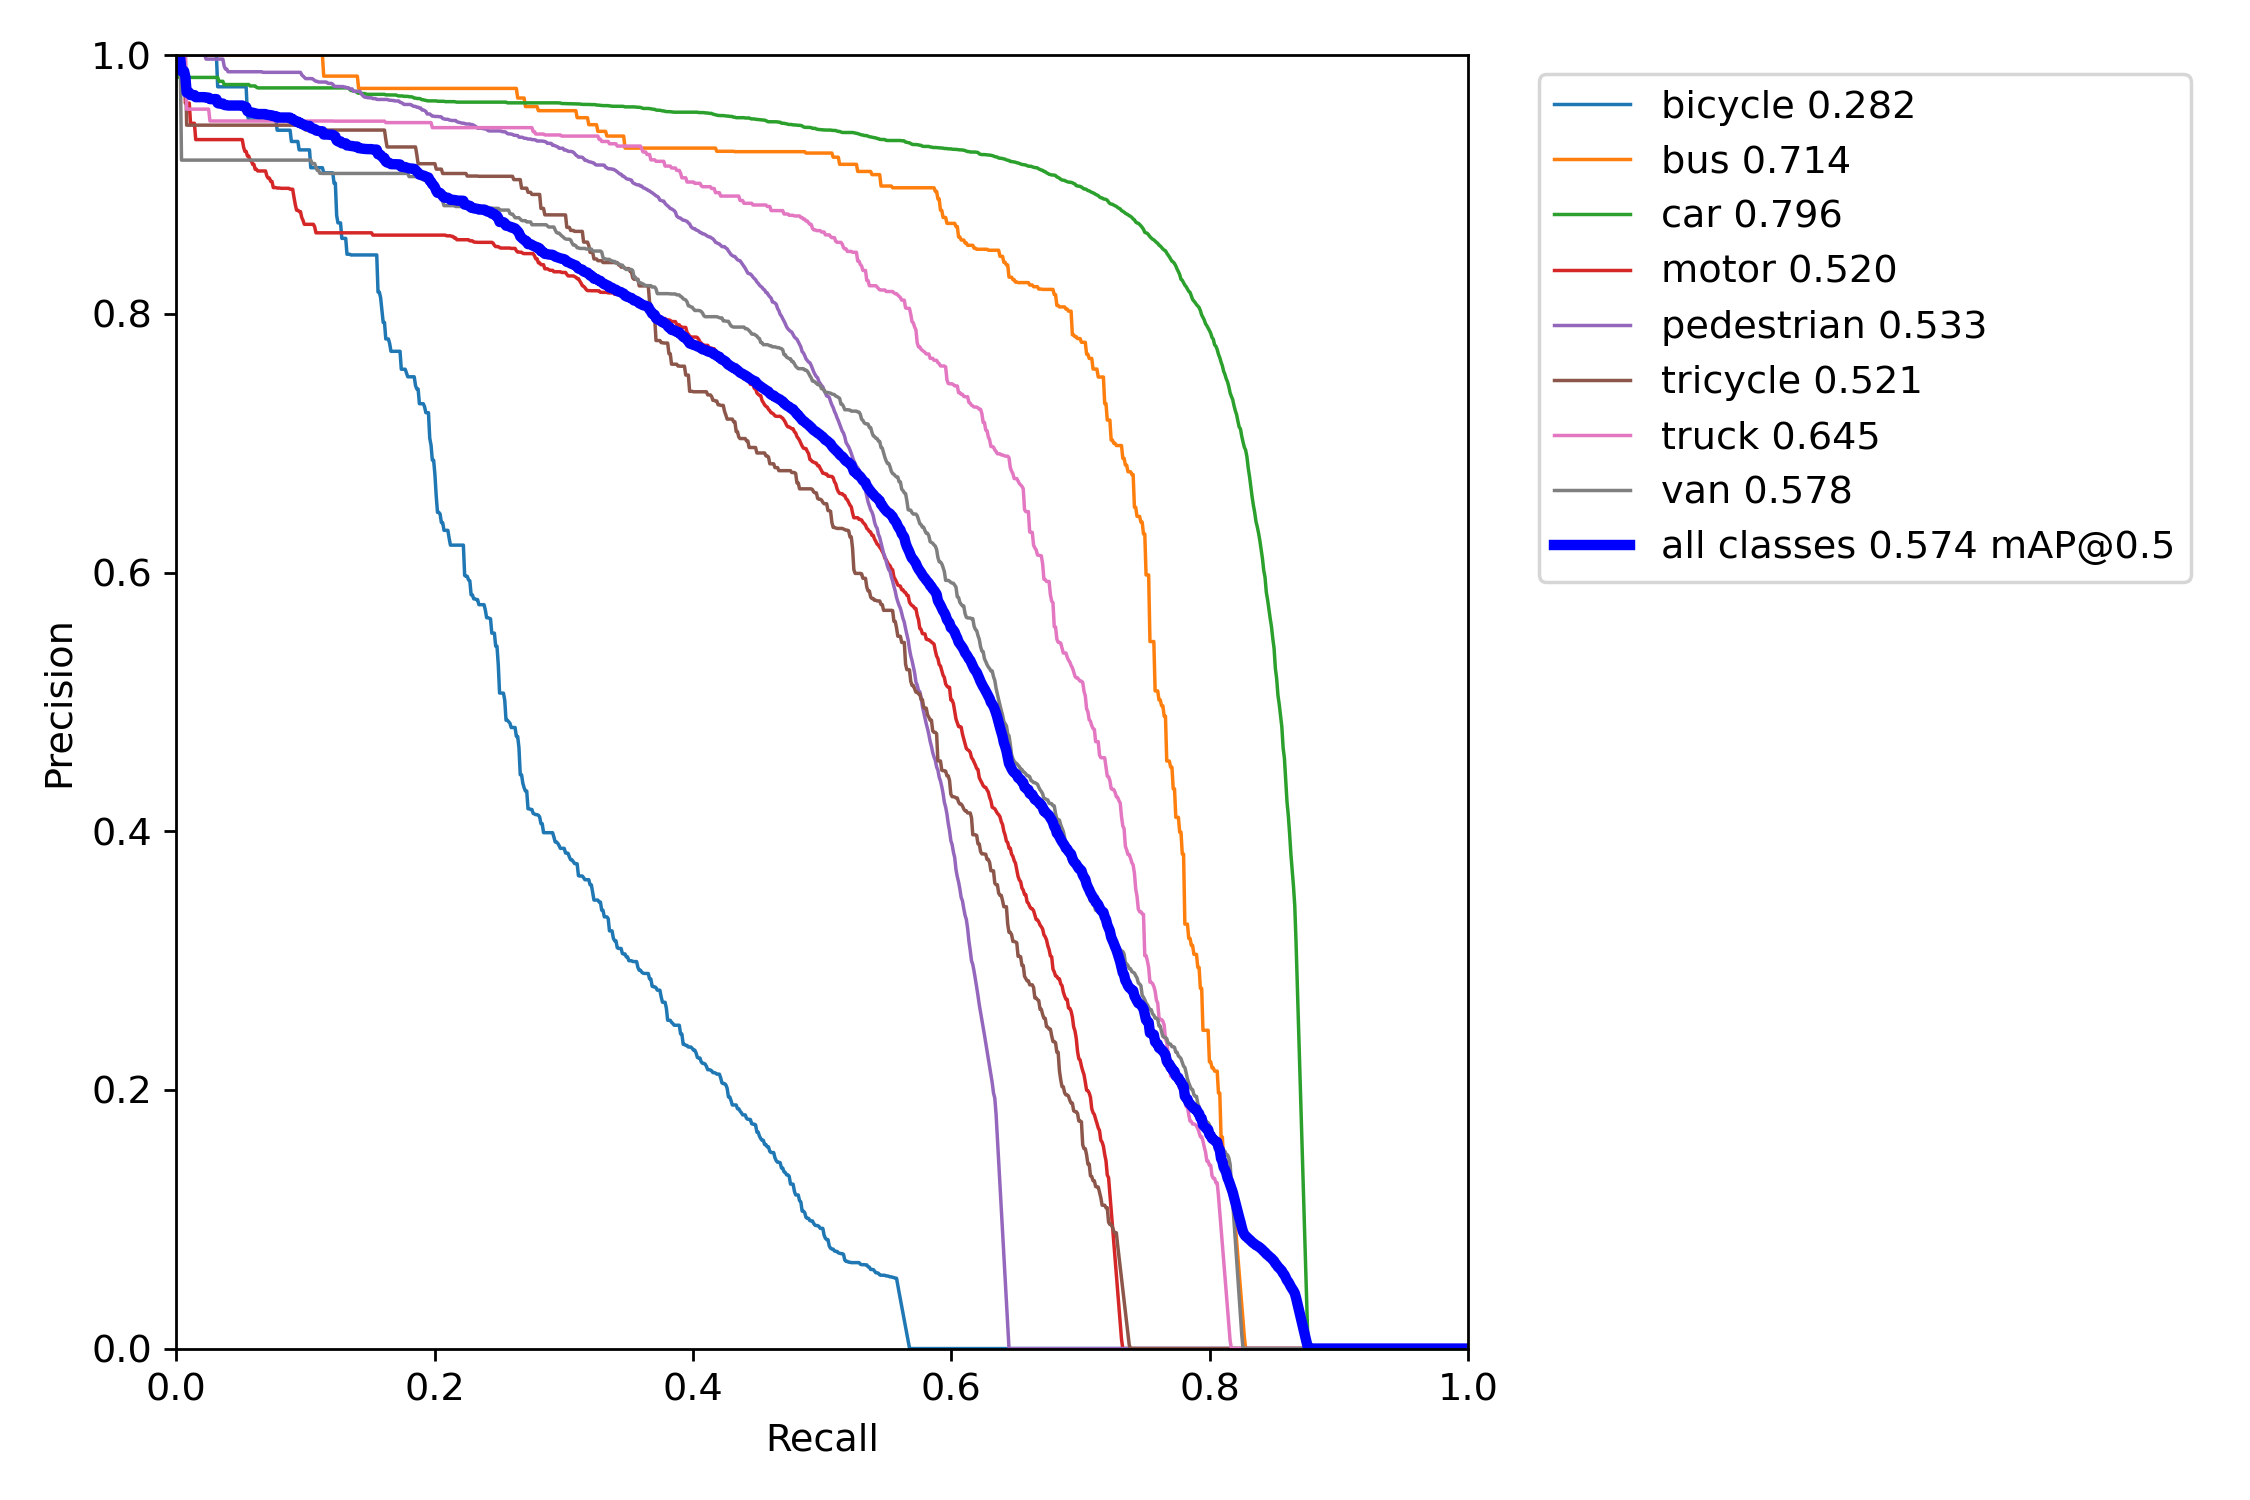 1.0
0.8
0.6
0.4
0.2
0.0
Precision
0.0 0.2 0.4 0.6 0.8 1.0
Recall
bicycle 0.282
bus 0.714
car 0.796
motor 0.520
pedestrian 0.533
tricycle 0.521
truck 0.645
van 0.578
all classes 0.574 mAP@0.5